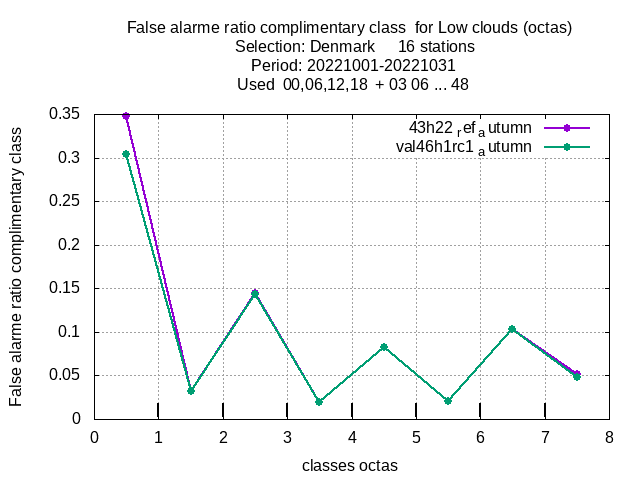 False alarme ratio complimentary class  for Low clouds (octas)
Selection: Denmark     16 stations
Period: 20221001-20221031
Used  00,06,12,18  + 03 06 ... 48
43h22_ref_autumn
val46h1rc1_autumn
False alarme ratio complimentary class
0.35
0.3
0.25
0.2
0.15
0.1
0.05
0
0 1 2 3 4 5 6 7 8
classes octas